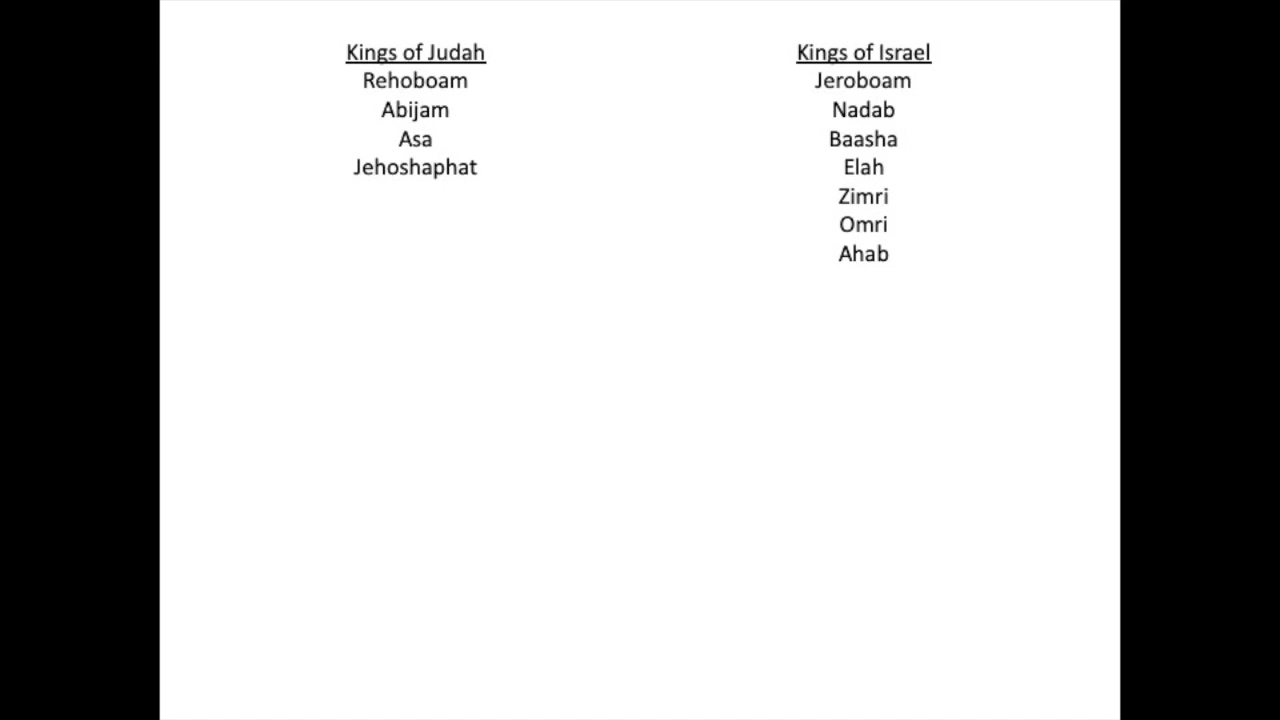 Kings of Judah
Rehoboam
Abijam
Asa
Jehoshaphat
Kings of Israel
Jeroboam
Nadab
Baasha
Elah
Zimri
Omri
Ahab